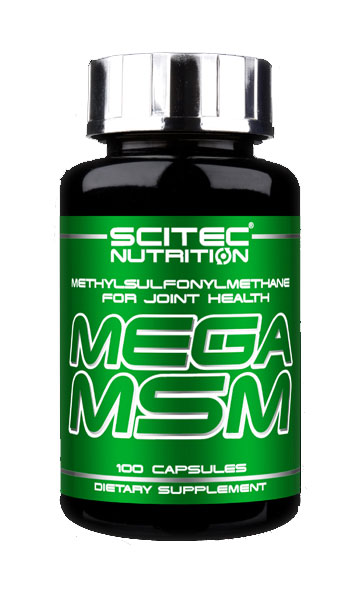 SCITEC®
NUTRITION
METHYLSULFONYLMETHANE
FOR JOINT HEALTH
MEGA
MSM
100 CAPSULES
DIETARY SUPPLEMENT